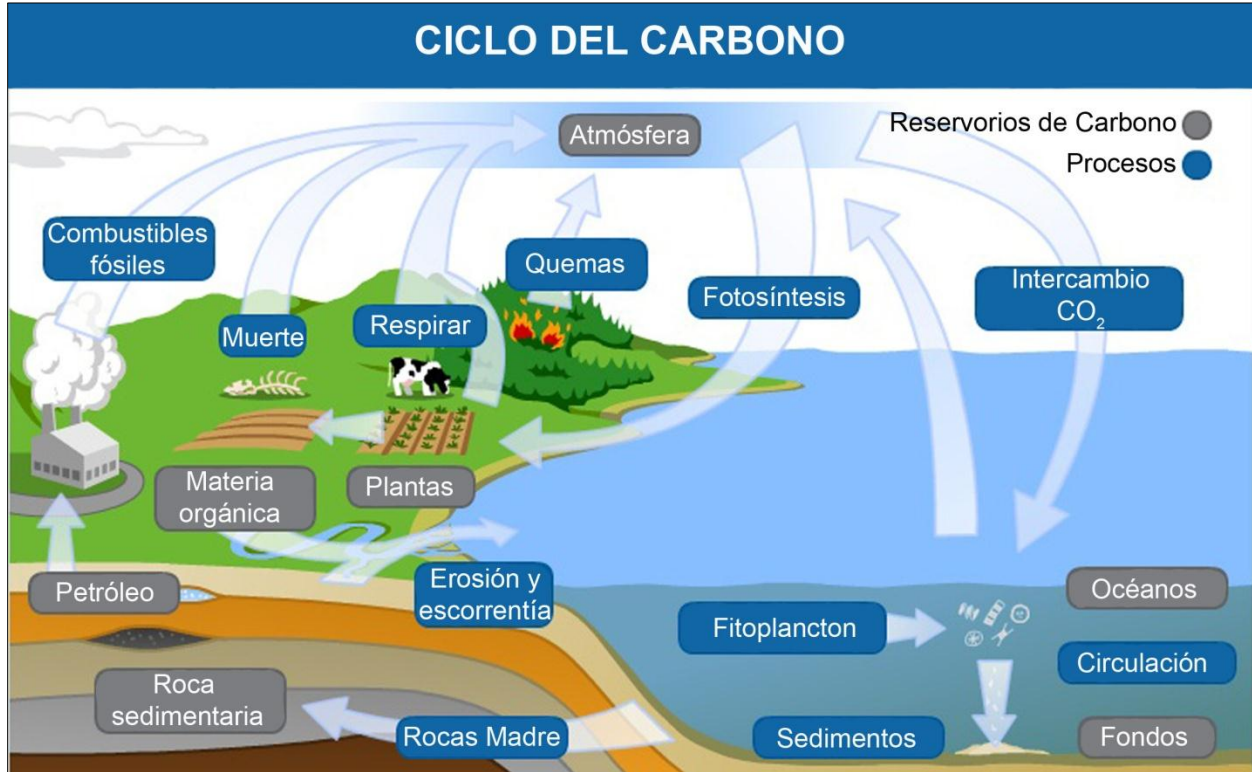 CICLO DEL CARBONO
Atmósfera
Reservorios de Carbono
Procesos
Combustibles
fósiles
Quemas
Fotosíntesis
Intercambio
CO₂
Muerte
Respirar
Materia
orgánica
Plantas
Petróleo
Erosión y
escorrentía
Océanos
Fitoplancton
Circulación
Roca
sedimentaria
Rocas Madre
Sedimentos
Fondos